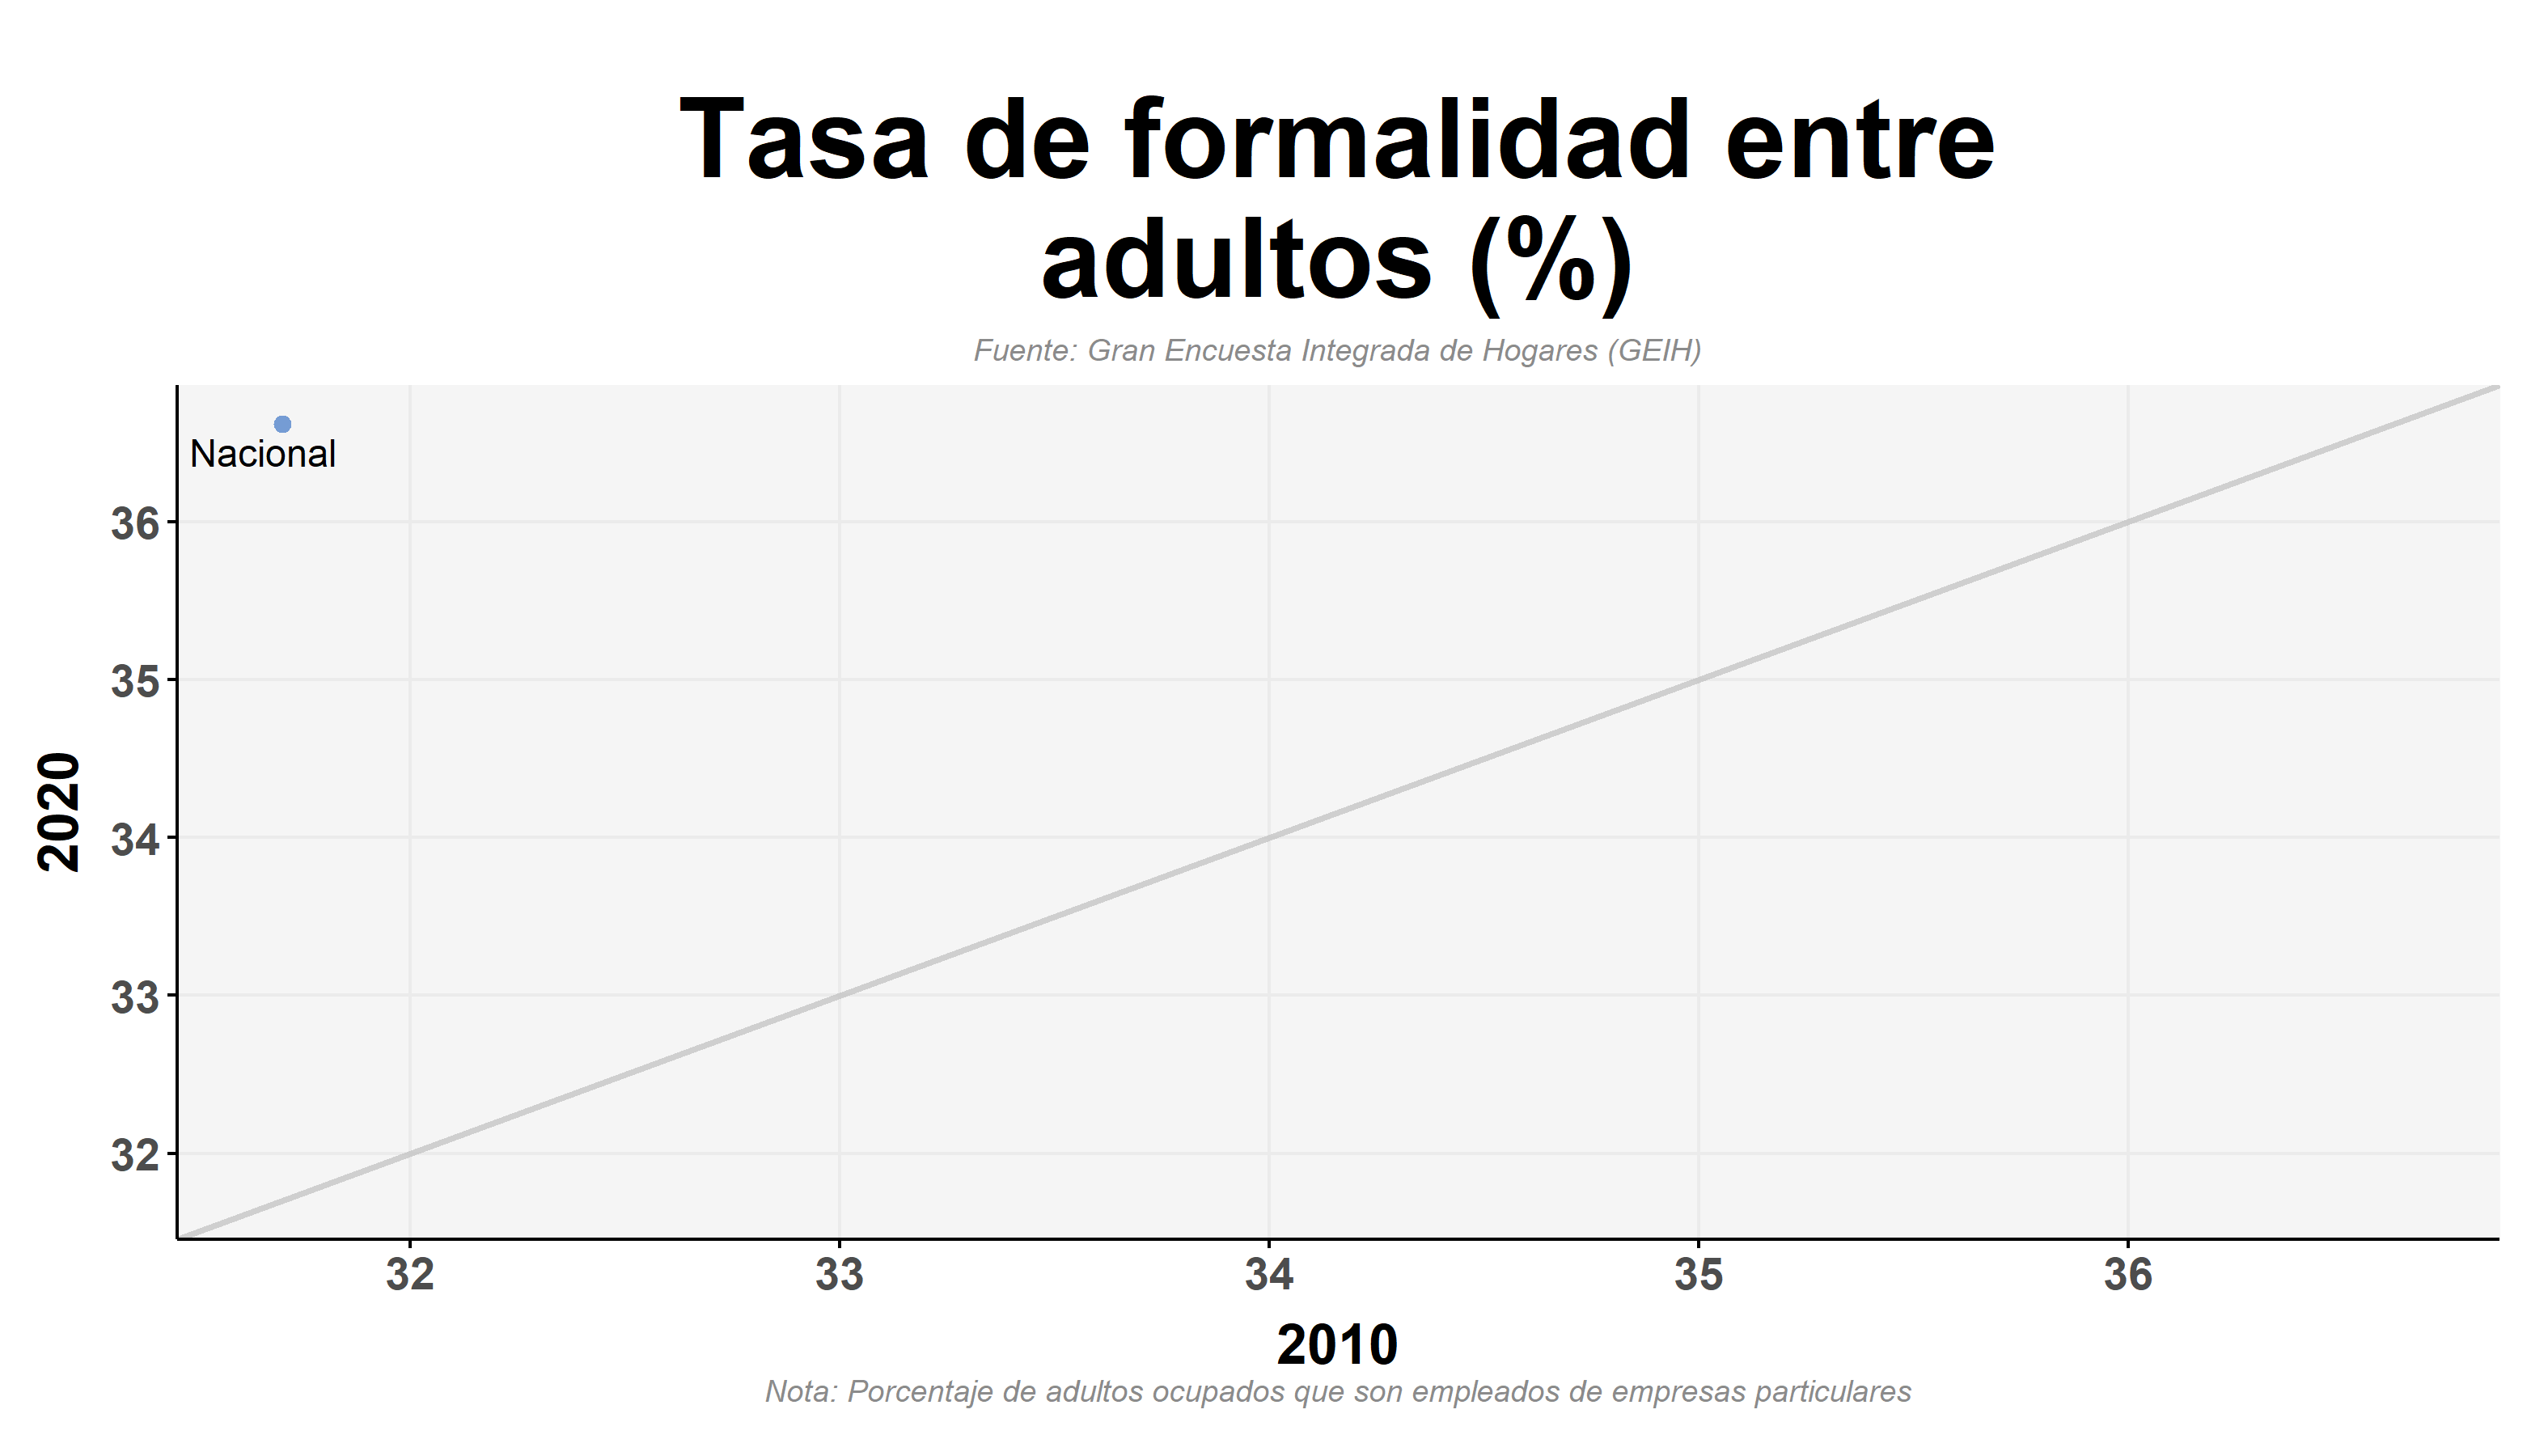 Tasa de formalidad entre
adultos (%)
Fuente: Gran Encuesta Integrada de Hogares (GEIH)
Nacional
36
35
34
33
32
2020
32 33 34 35 36
2010
Nota: Porcentaje de adultos ocupados que son empleados de empresas particulares